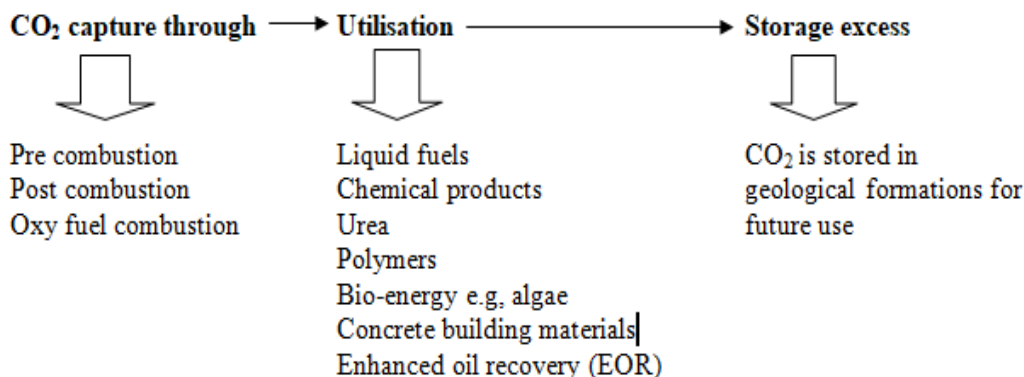 CO₂ capture through
Utilisation
Storage excess
Pre combustion
Post combustion
Oxy fuel combustion
Liquid fuels
Chemical products
Urea
Polymers
Bio-energy e.g, algae
Concrete building materials
Enhanced oil recovery (EOR)
CO₂ is stored in
geological formations for
future use